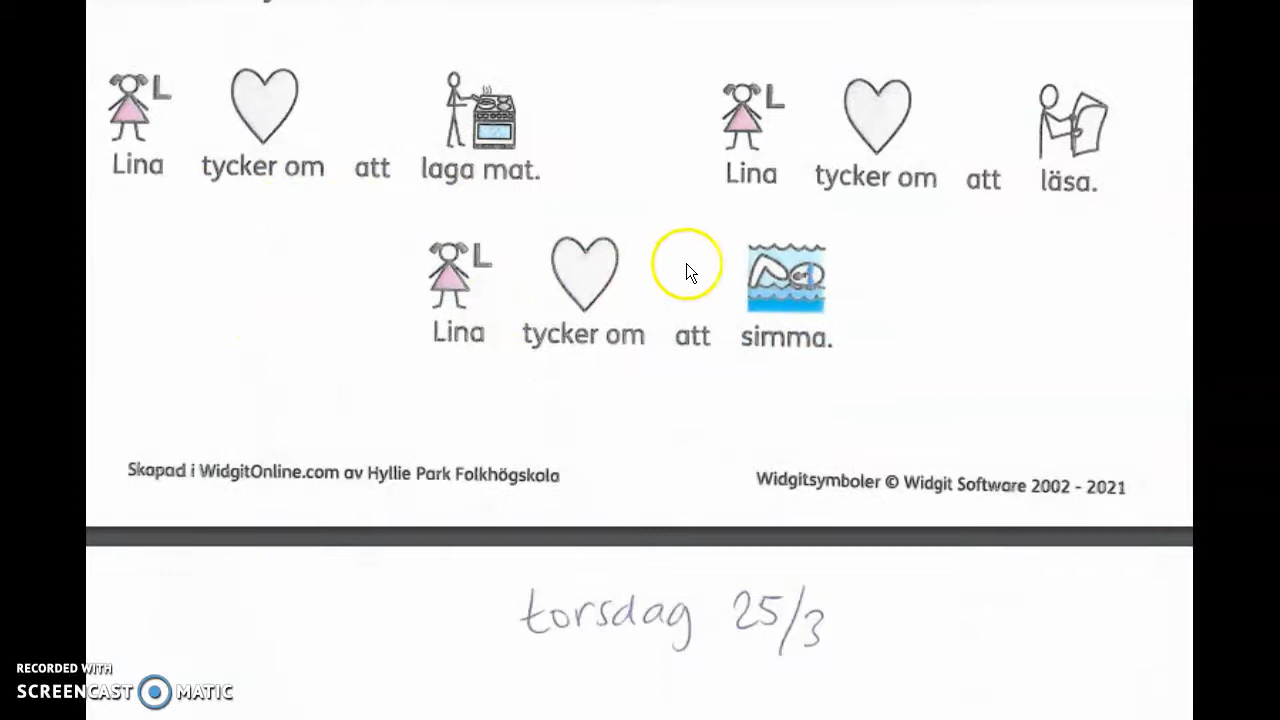 L
Lina tycker om att laga mat.
L
Lina tycker om att läsa.
L
Lina tycker om att simma.
Skapad i WidgitOnline.com av Hyllie Park Folkhögskola
Widgitsymboler © Widgit Software 2002 - 2021
torsdag 25/3
RECORDED WITH
SCREENCAST MATIC